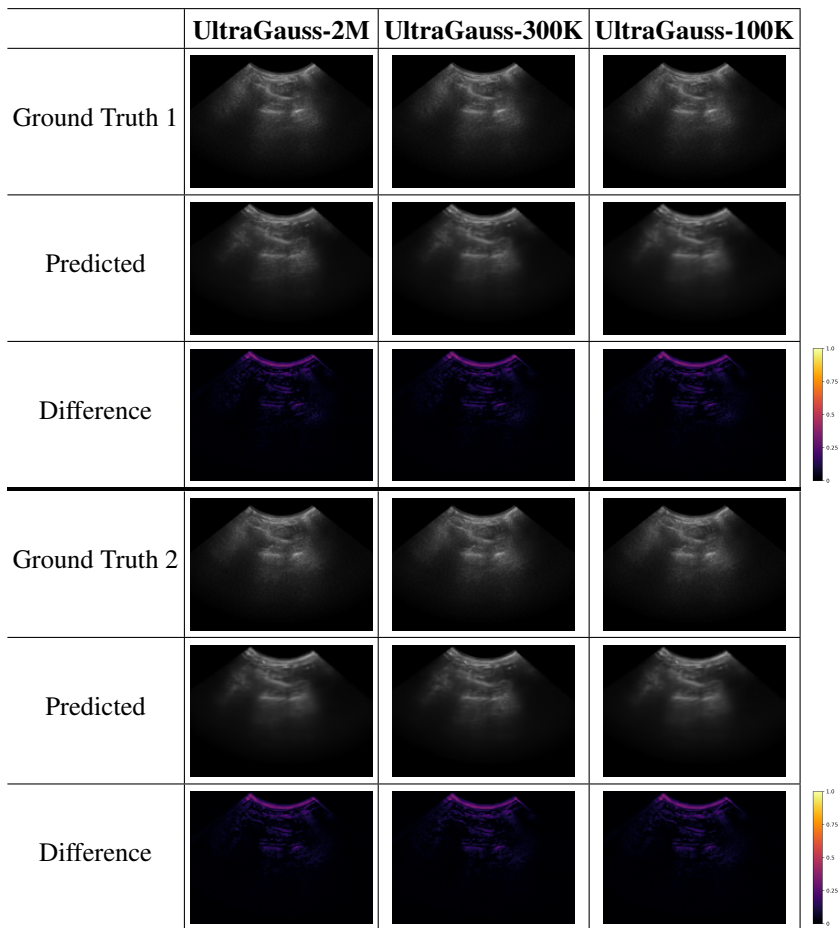 UltraGauss-2M UltraGauss-300K UltraGauss-100K
Ground Truth 1
Predicted
Difference
1.0
0.75
0.5
0.25
0
Ground Truth 2
Predicted
Difference
1.0
0.75
0.5
0.25
0